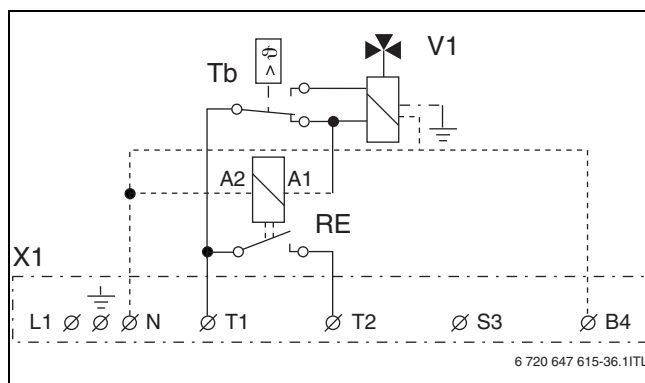 V1
> ϑ
Tb
A2 A1
RE
X1
L1 N T1 T2 S3 B4
6 720 647 615-36.1ITL